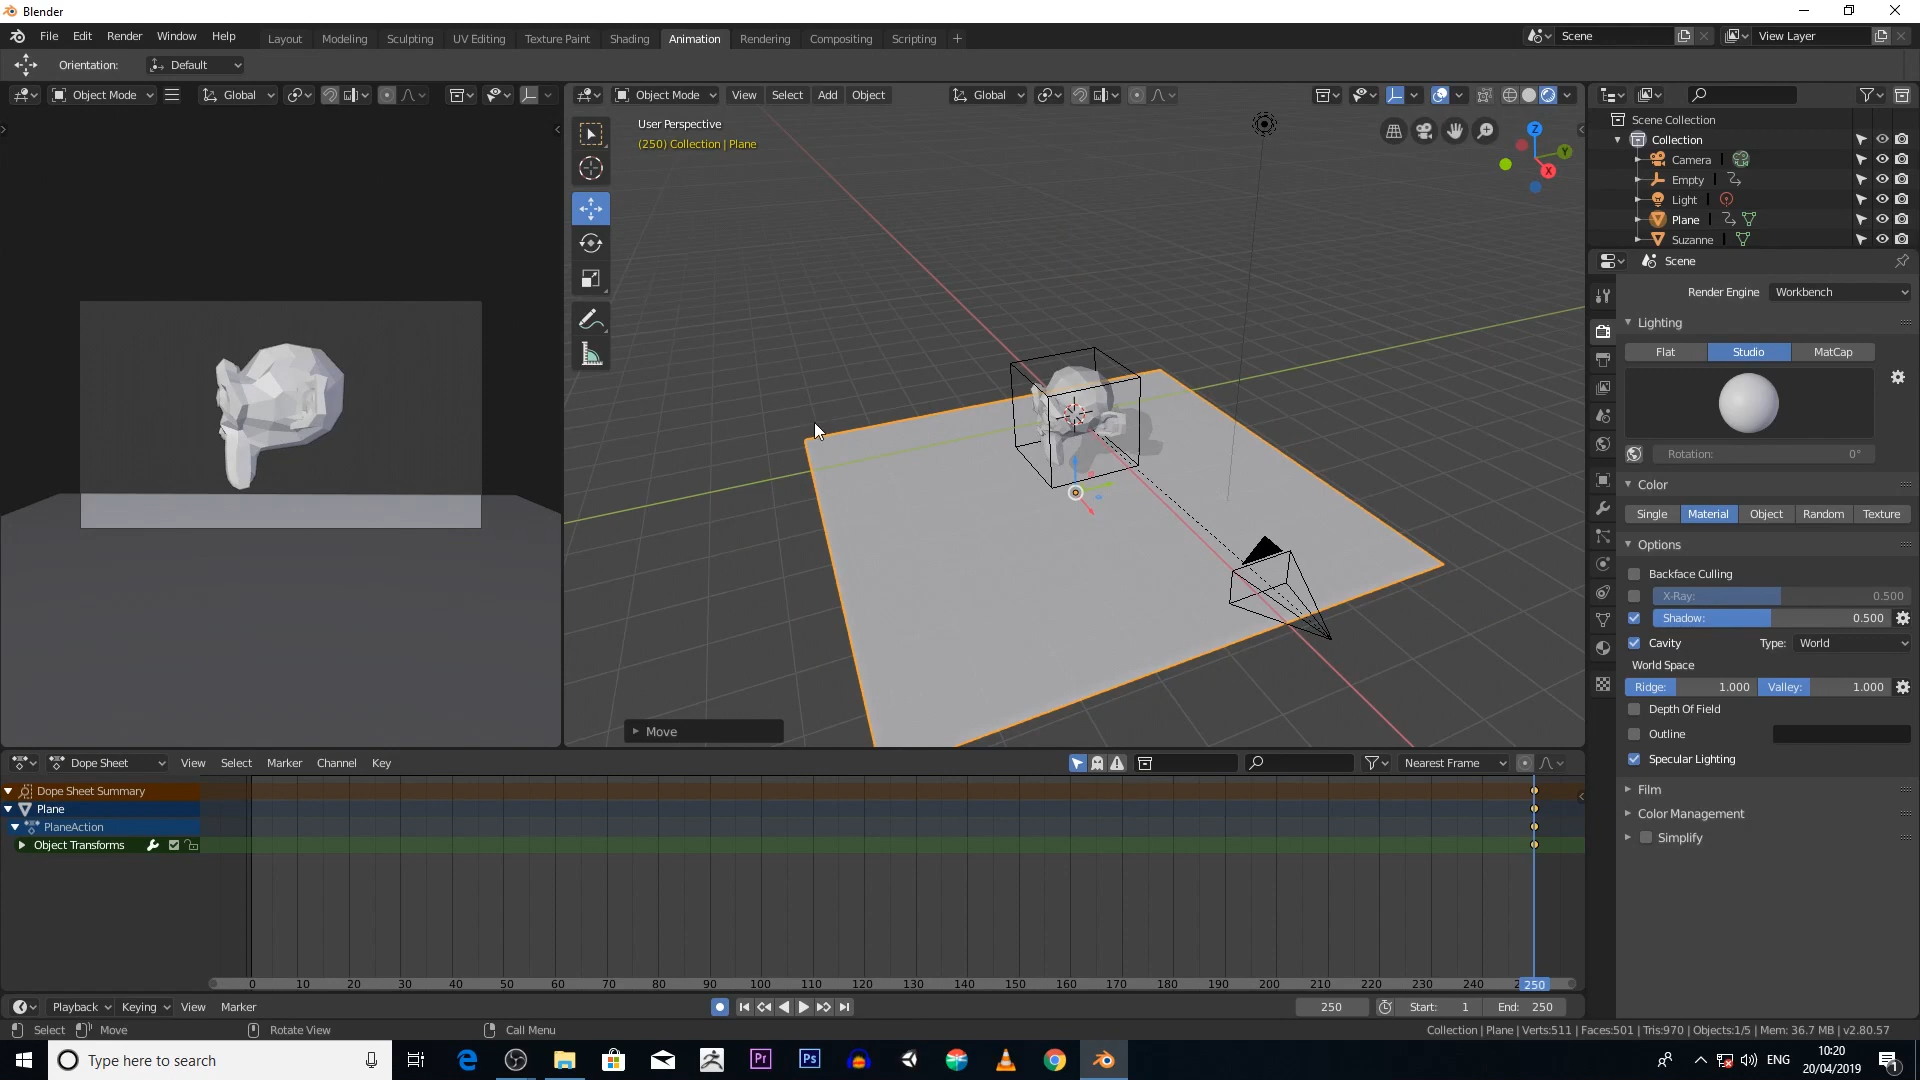 Blender
File Edit Render Window Help Layout Modeling Sculpting UV Editing Texture Paint Shading Animation Rendering Compositing Scripting + Scene View Layer
Orientation: Default
Object Mode Global Object Mode View Select Add Object Global
User Perspective
(250) Collection | Plane
Z
Y
X
Move
Scene Collection
Collection
Camera
Empty
Light
Plane
Suzanne
Scene
Render Engine Workbench
Lighting
Flat Studio MatCap
Rotation: 0°
Color
Single Material Object Random Texture
Options
Backface Culling
X-Ray: 0.500
Shadow: 0.500
Cavity Type: World
World Space
Ridge: 1.000 Valley: 1.000
Depth Of Field
Outline
Specular Lighting
Film
Color Management
Simplify
Dope Sheet View Select Marker Channel Key Nearest Frame
Dope Sheet Summary
Plane
PlaneAction
Object Transforms
0 10 20 30 40 50 60 70 80 90 100 110 120 130 140 150 160 170 180 190 200 210 220 230 240 250
Playback Keying View Marker 250 Start: 1 End: 250
Select Move Rotate View Call Menu Collection | Plane | Verts:511 | Faces:501 | Tris:970 | Objects:1/5 | Mem: 36.7 MB | v2.80.57
Type here to search Pr Ps ENG 10:20
20/04/2019 1